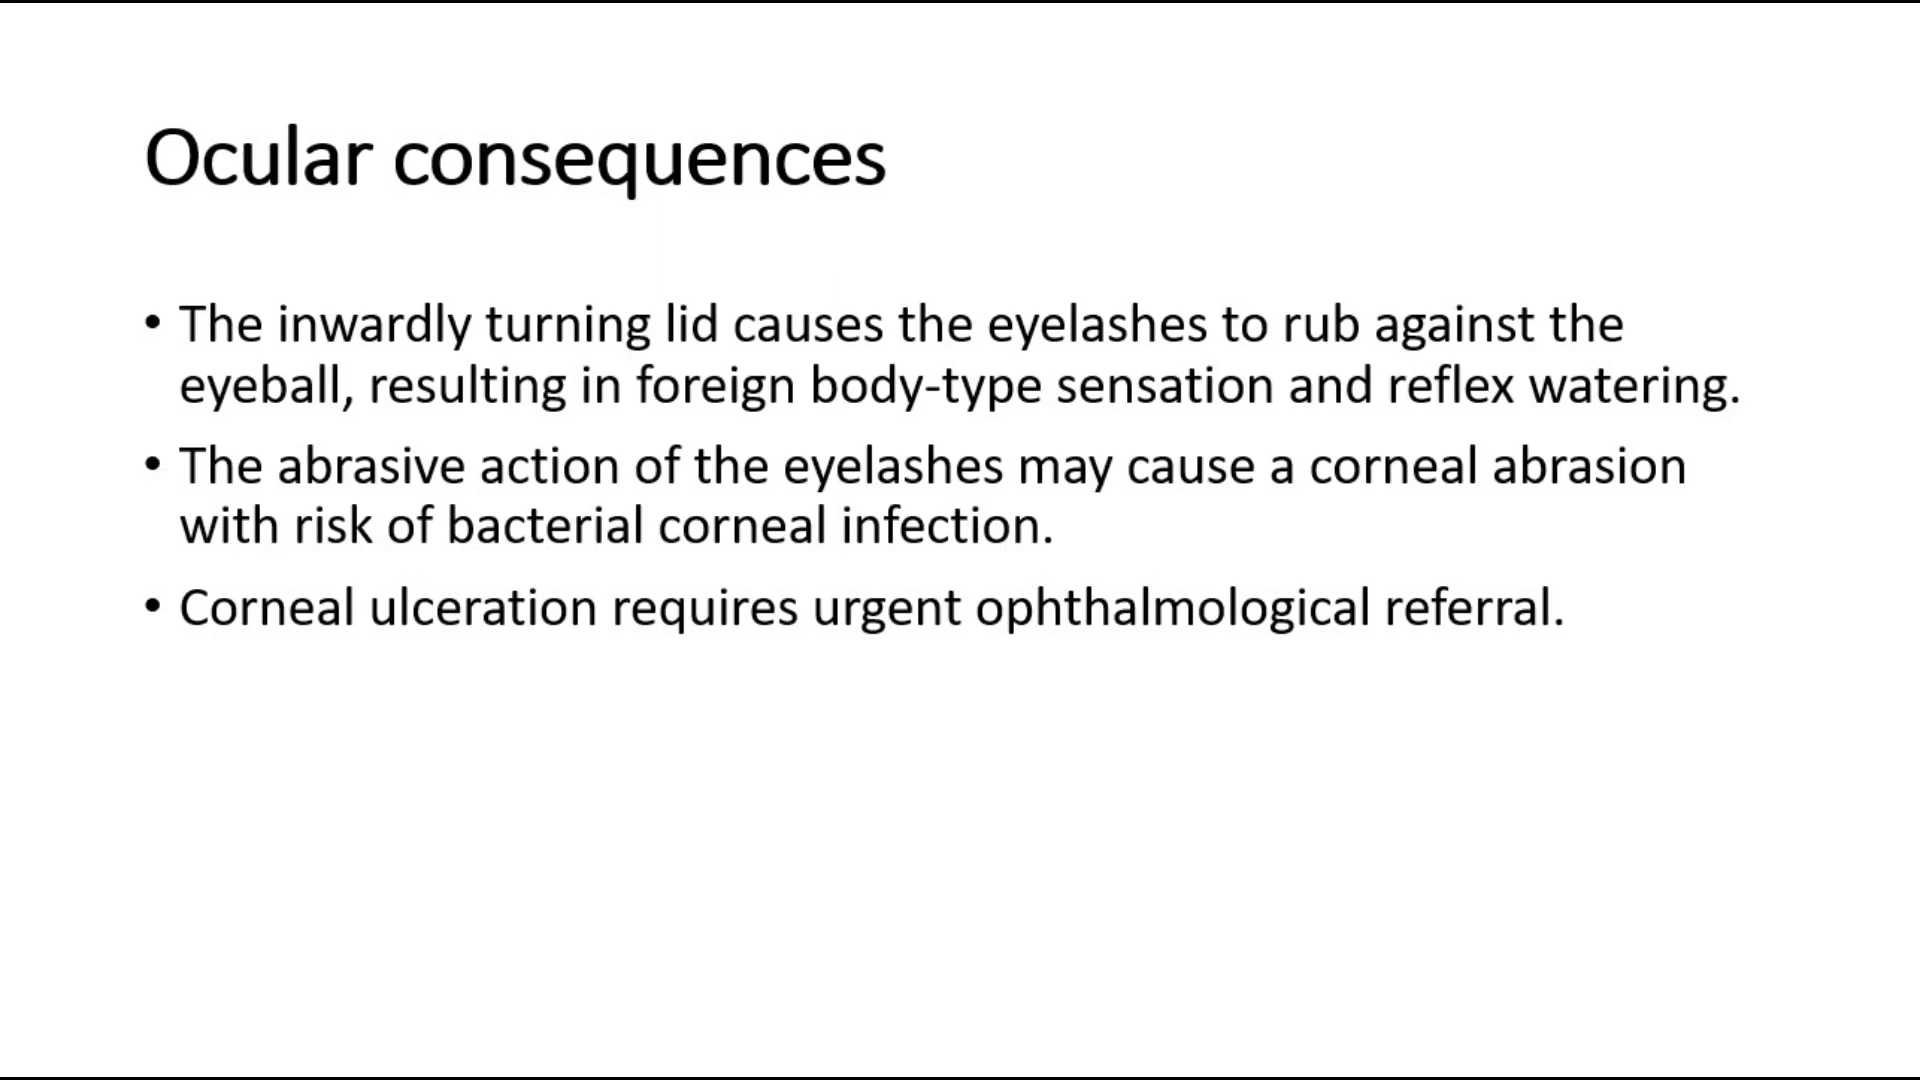 Ocular consequences
• The inwardly turning lid causes the eyelashes to rub against the
eyeball, resulting in foreign body-type sensation and reflex watering.
• The abrasive action of the eyelashes may cause a corneal abrasion
with risk of bacterial corneal infection.
• Corneal ulceration requires urgent ophthalmological referral.